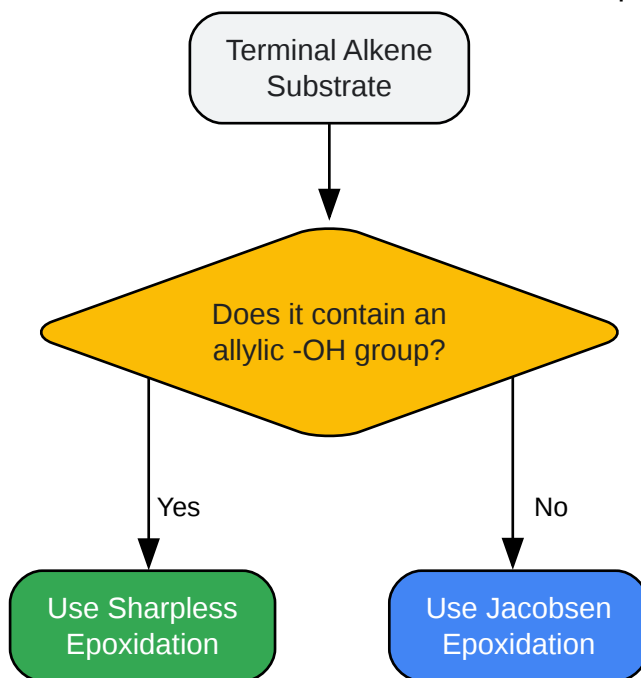 Terminal Alkene
Substrate
Does it contain an
allylic -OH group?
Yes
No
Use Sharpless
Epoxidation
Use Jacobsen
Epoxidation